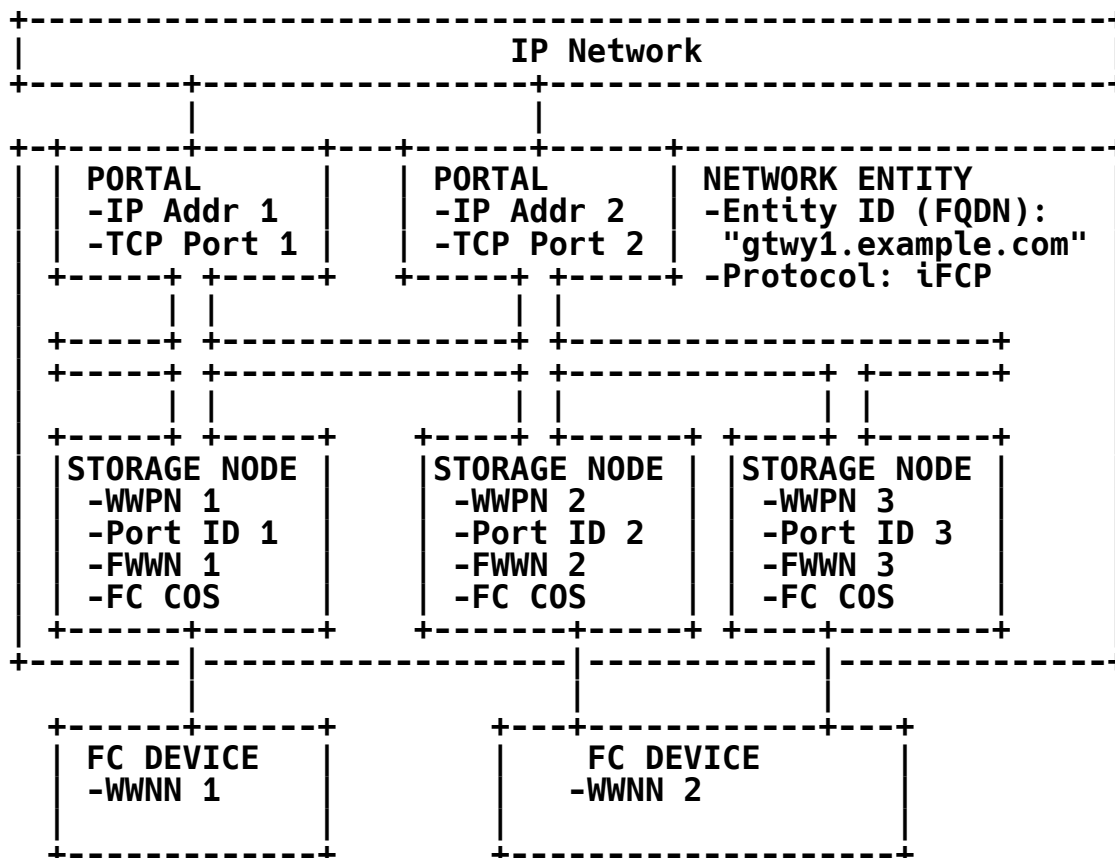 IP Network
PORTAL
-IP Addr 1
-TCP Port 1
PORTAL
-IP Addr 2
-TCP Port 2
NETWORK ENTITY
-Entity ID (FQDN):
"gtwy1.example.com"
-Protocol: iFCP
STORAGE NODE
-WWPN 1
-Port ID 1
-FWWN 1
-FC COS
STORAGE NODE
-WWPN 2
-Port ID 2
-FWWN 2
-FC COS
STORAGE NODE
-WWPN 3
-Port ID 3
-FWWN 3
-FC COS
FC DEVICE
-WWNN 1
FC DEVICE
-WWNN 2